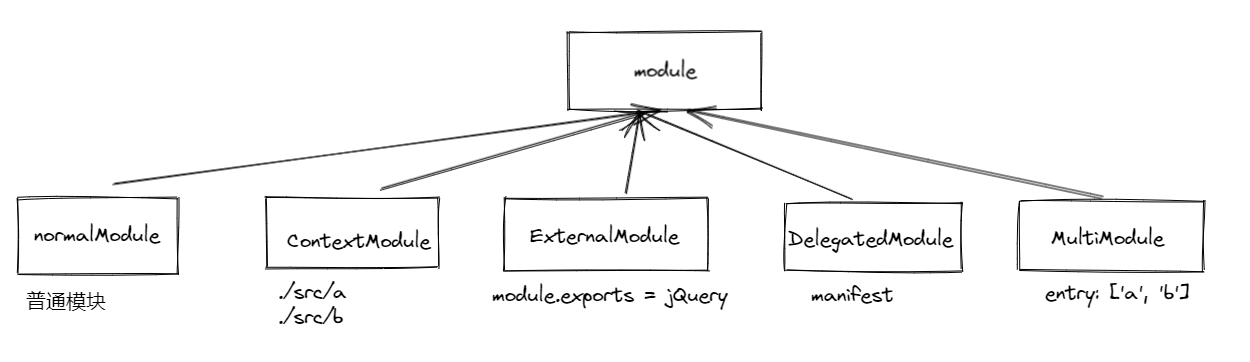 module
normalModule
ContextModule
ExternalModule
DelegatedModule
MultiModule
普通模块
./src/a
./src/b
module.exports = jQuery
manifest
entry: ['a', 'b']